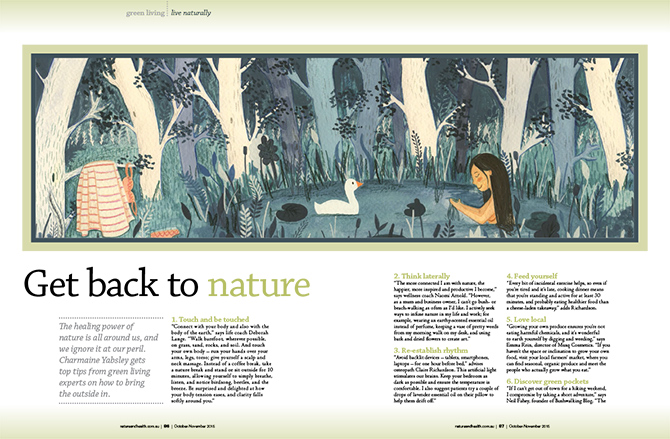 green living | live naturally
Get back to nature
The healing power of
nature is all around us, and
we ignore it at our peril.
Charmaine Yabsley gets
top tips from green living
experts on how to bring
the outside in.
1. Touch and be touched
"Connect with your body and also with the
body of the earth," says life coach Deborah
Lange. "Walk barefoot, wherever possible,
on grass, sand, rocks, and soil. And touch
your own body – run your hands over your
arms, legs, torso; give yourself a scalp and
neck massage. Instead of a coffee break, take
a nature break and stand or sit outside for 10
minutes, allowing yourself to simply breathe,
listen, and notice birdsong, beetles, and the
breeze. Be surprised and delighted at how
your body tension eases, and clarity falls
softly around you."
2. Think laterally
"The most connected I am with nature, the
happier, more inspired and productive I become,"
says wellness coach Naomi Arnold. "However,
as a mum and business owner, I can't go bush- or
beach-walking as often as I'd like. I actively seek
ways to infuse nature in my life and work; for
example, wearing an earthy-scented essential oil
instead of perfume, keeping a vase of pretty weeds
from my morning walk on my desk, and using
bark and dried flowers to create art."
3. Re-establish rhythm
"Avoid backlit devices – tablets, smartphones,
laptops – for one hour before bed," advises
osteopath Claire Richardson. This artificial light
stimulates our brains. Keep your bedroom as
dark as possible and ensure the temperature is
comfortable. I also suggest patients try a couple of
drops of lavender essential oil on their pillow to
help them drift off."
4. Feed yourself
"Every bit of incidental exercise helps, so even if
you're tired and it's late, cooking dinner means
that you're standing and active for at least 30
minutes, and probably eating healthier food than
a cheese-laden takeaway." adds Richardson.
5. Love local
"Growing your own produce ensures you're not
eating harmful chemicals, and it's wonderful
to earth yourself by digging and weeding," says
Emma Reis, director of Musq Cosmetics. "If you
haven't the space or inclination to grow your own
food, visit your local farmers' market, where you
can find seasonal, organic produce and meet the
people who actually grow what you eat."
6. Discover green pockets
"If I can't get out of town for a hiking weekend,
I compromise by taking a short adventure," says
Neil Fahey, founder of Bushwalking Blog. "The
natureandhealth.com.au | 66 | October-November 2018
natureandhealth.com.au | 67 | October-November 2018